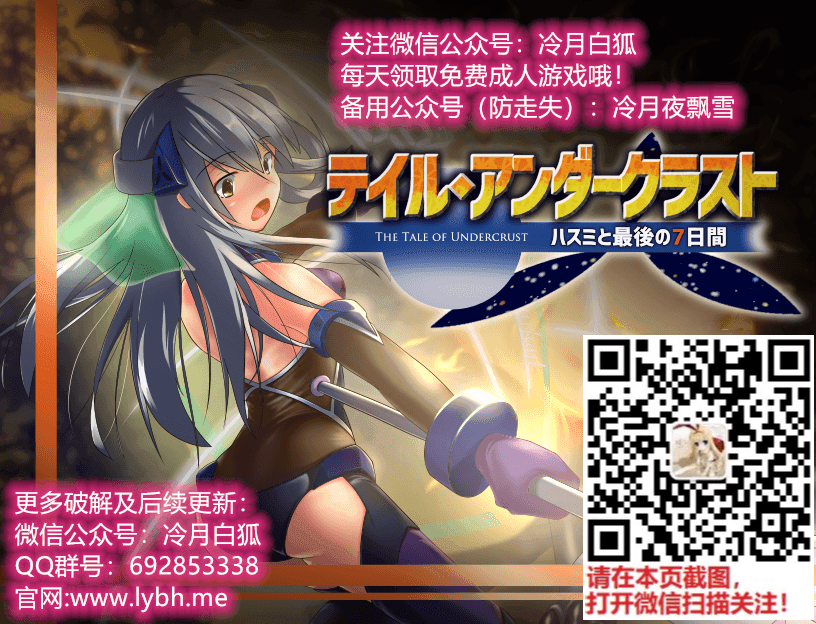 关注微信公众号：冷月白狐
每天领取免费成人游戏哦！
备用公众号（防走失）：冷月夜飘雪
テイル・アンダークラスト
THE TALE OF UNDERCRUST ハスミと最後の7日間
更多破解及后续更新：
微信公众号：冷月白狐
QQ群号：692853338
官网:www.lybh.me
请在本页截图，
打开微信扫描关注！